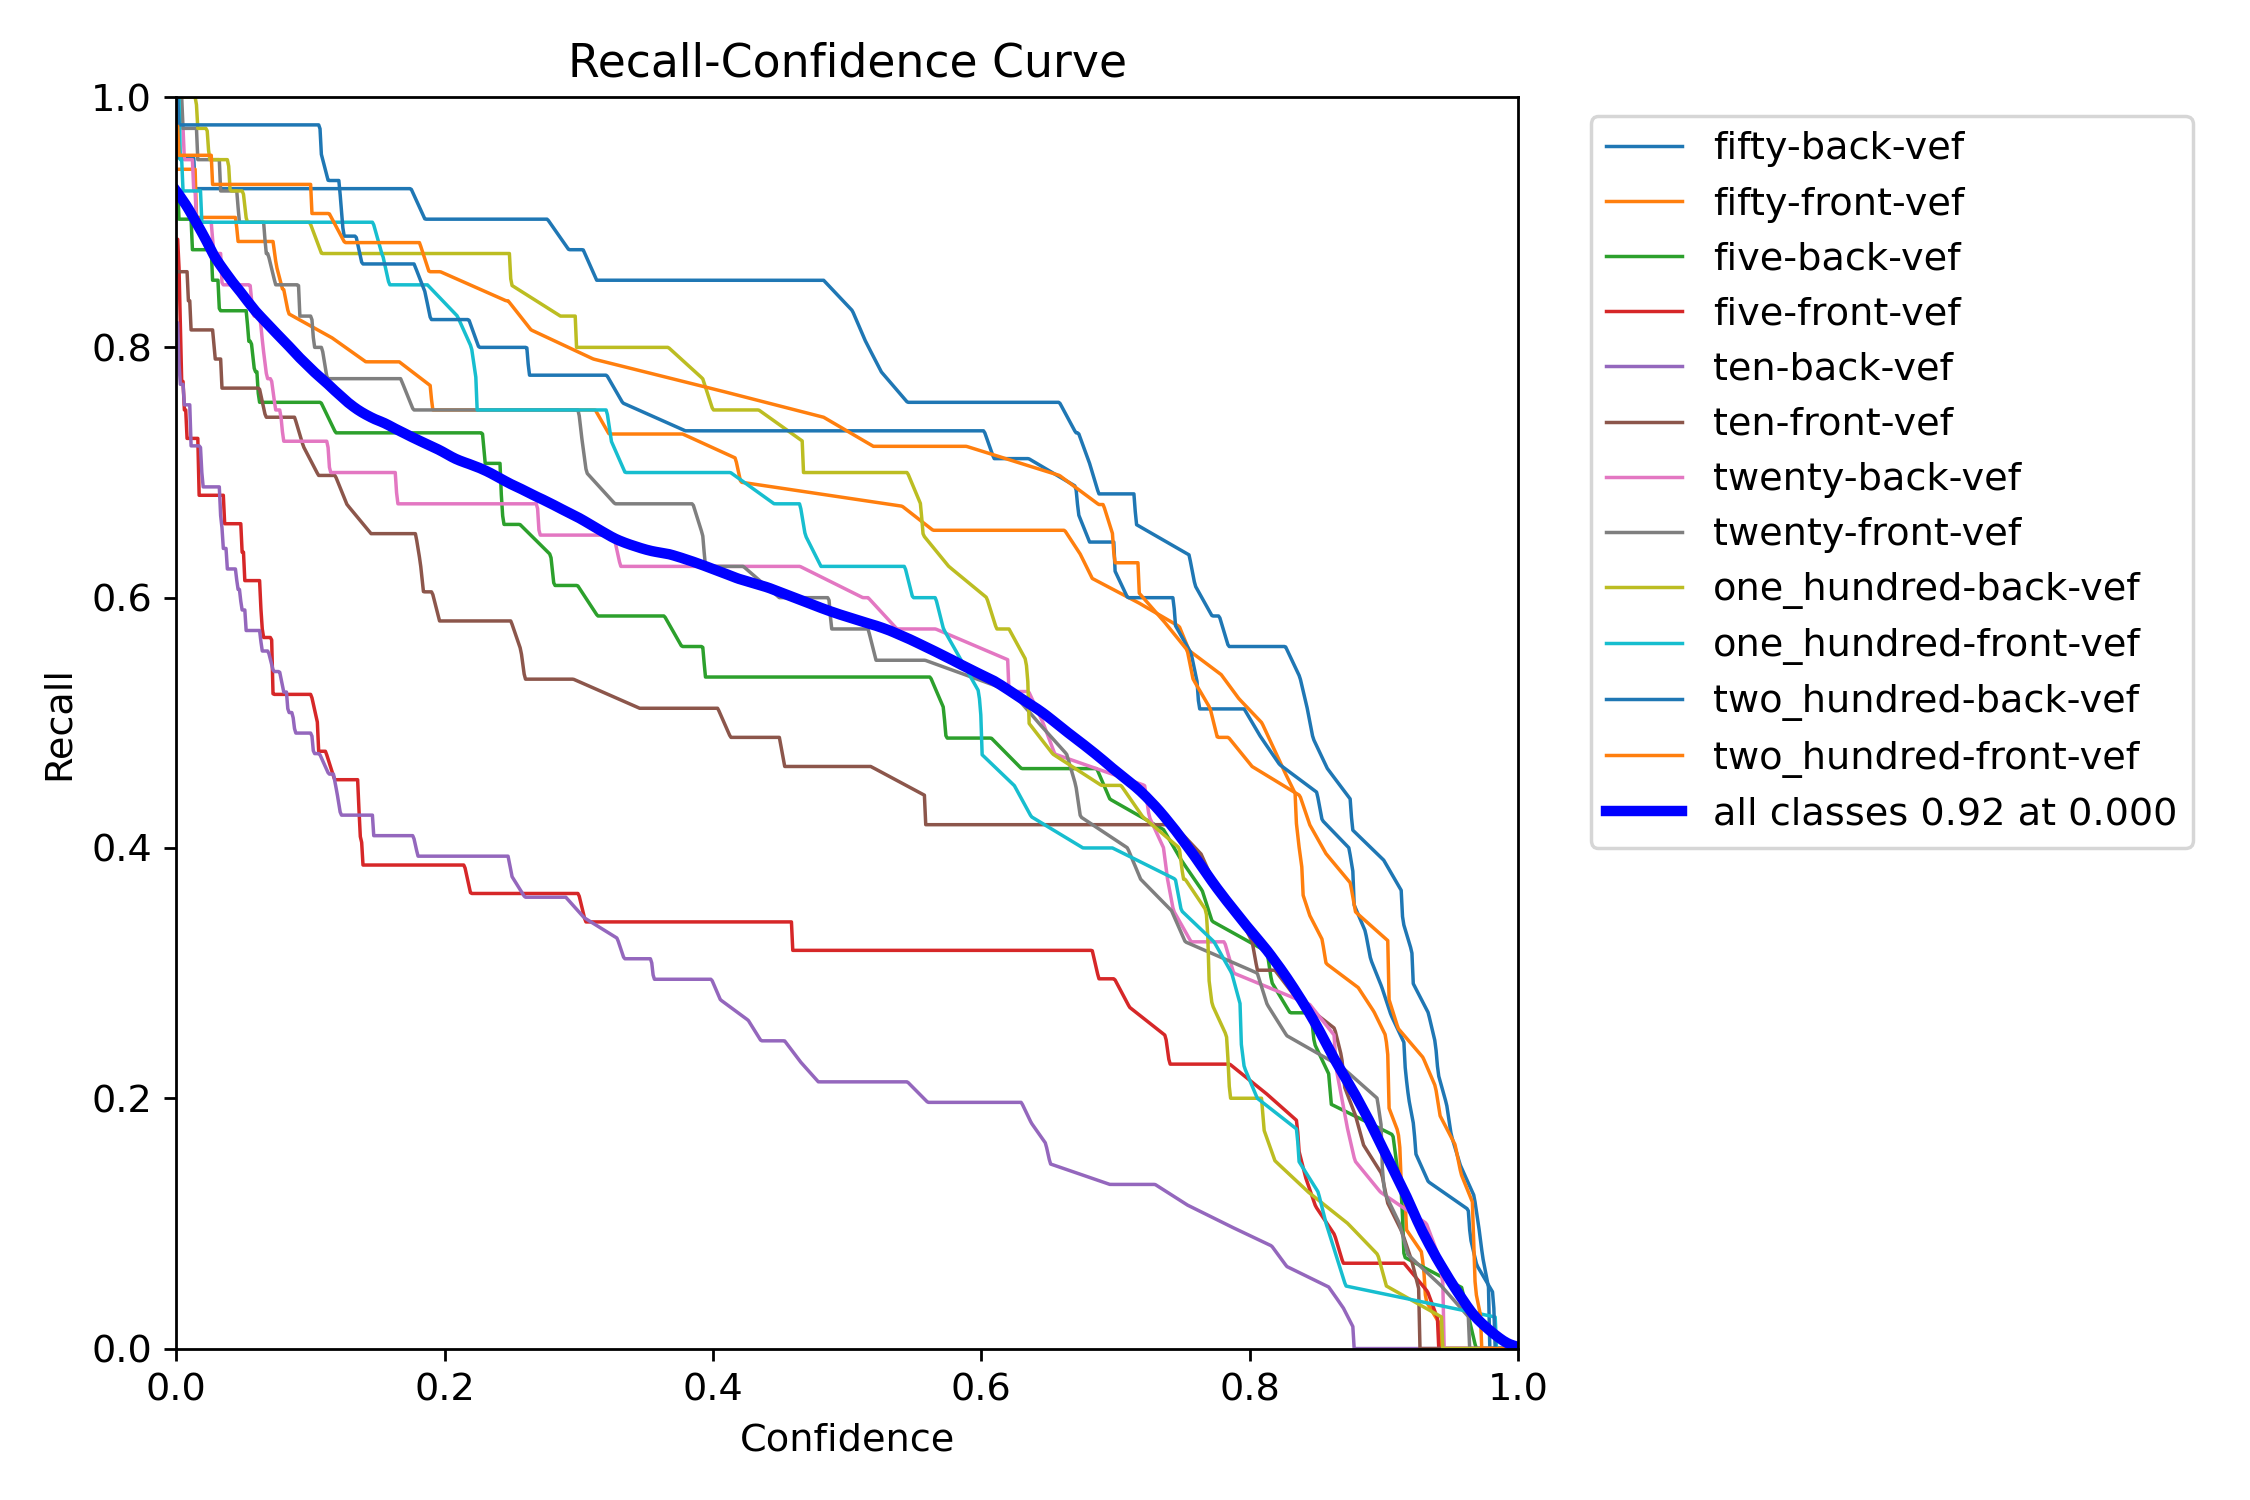 Recall-Confidence Curve
1.0
0.8
0.6
0.4
0.2
0.0
Recall
0.0 0.2 0.4 0.6 0.8 1.0
Confidence
fifty-back-vef
fifty-front-vef
five-back-vef
five-front-vef
ten-back-vef
ten-front-vef
twenty-back-vef
twenty-front-vef
one_hundred-back-vef
one_hundred-front-vef
two_hundred-back-vef
two_hundred-front-vef
all classes 0.92 at 0.000